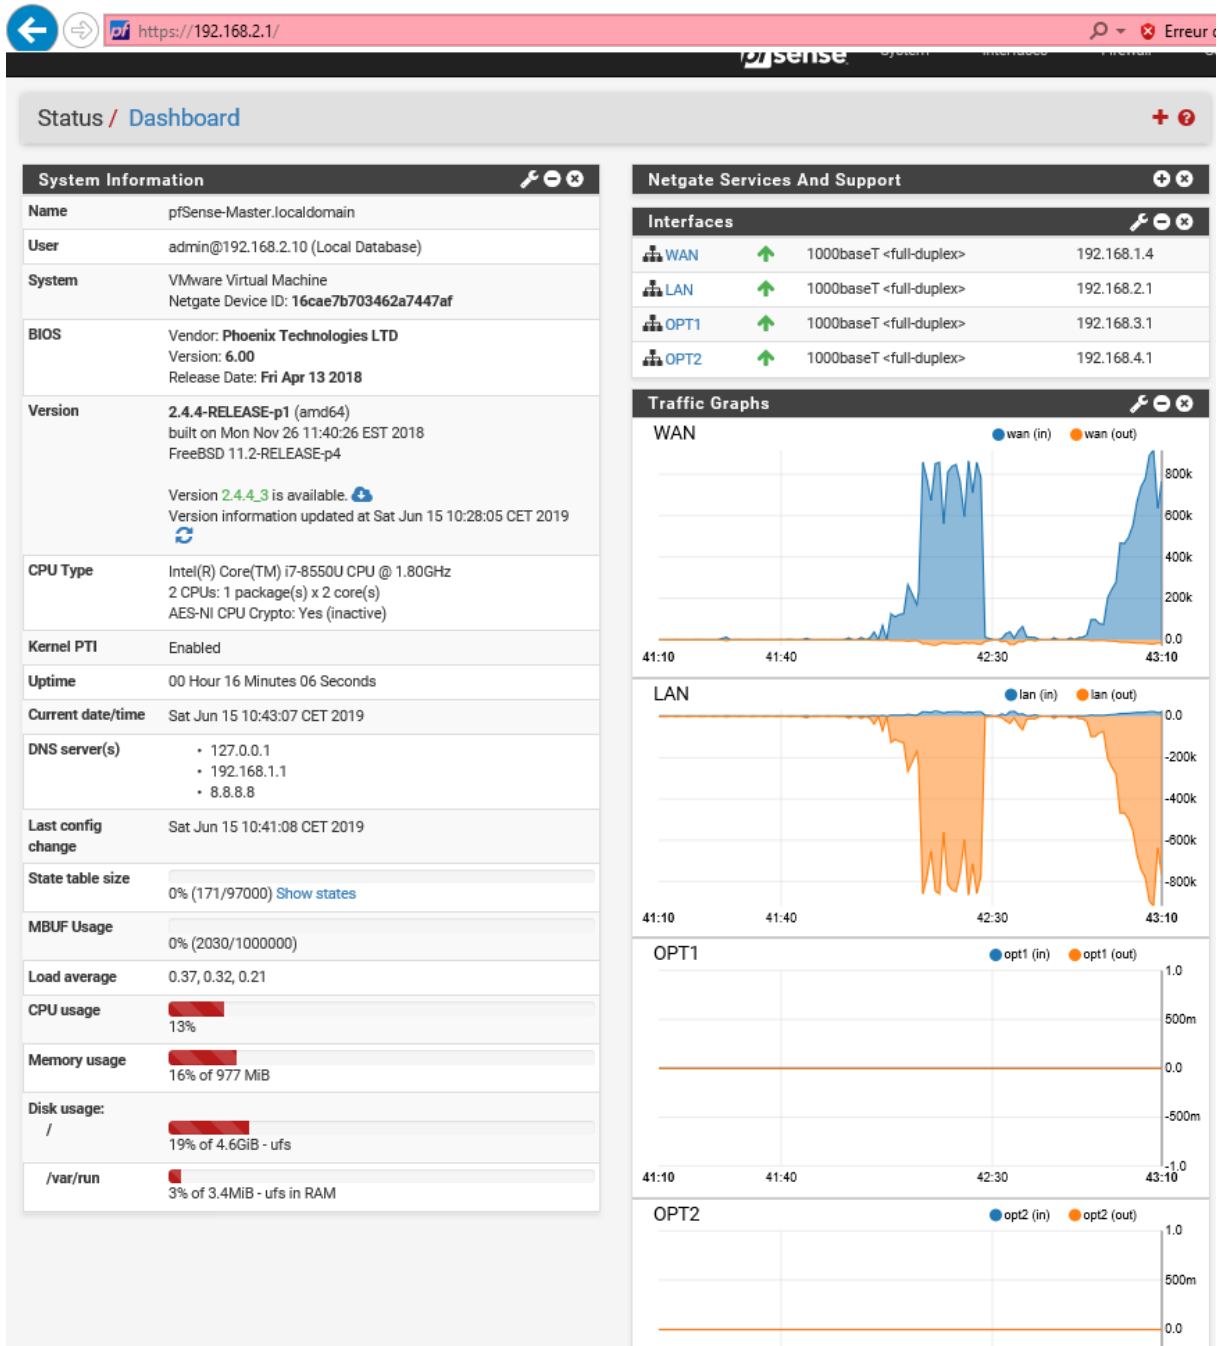 https://192.168.2.1/
Erreur
pfsense System Interfaces Firewall
Status / Dashboard
System Information
Name pfSense-Master.localdomain
User admin@192.168.2.10 (Local Database)
System VMware Virtual Machine
Netgate Device ID: 16cae7b703462a7447af
BIOS Vendor: Phoenix Technologies LTD
Version: 6.00
Release Date: Fri Apr 13 2018
Version 2.4.4-RELEASE-p1 (amd64)
built on Mon Nov 26 11:40:26 EST 2018
FreeBSD 11.2-RELEASE-p4
Version 2.4.4_3 is available.
Version information updated at Sat Jun 15 10:28:05 CET 2019
CPU Type Intel(R) Core(TM) i7-8550U CPU @ 1.80GHz
2 CPUs: 1 package(s) x 2 core(s)
AES-NI CPU Crypto: Yes (inactive)
Kernel PTI Enabled
Uptime 00 Hour 16 Minutes 06 Seconds
Current date/time Sat Jun 15 10:43:07 CET 2019
DNS server(s) • 127.0.0.1
• 192.168.1.1
• 8.8.8.8
Last config change Sat Jun 15 10:41:08 CET 2019
State table size
0% (171/97000) Show states
MBUF Usage
0% (2030/1000000)
Load average 0.37, 0.32, 0.21
CPU usage
13%
Memory usage
16% of 977 MiB
Disk usage:
/
19% of 4.6GiB - ufs
/var/run
3% of 3.4MiB - ufs in RAM
Netgate Services And Support
Interfaces
WAN 1000baseT <full-duplex> 192.168.1.4
LAN 1000baseT <full-duplex> 192.168.2.1
OPT1 1000baseT <full-duplex> 192.168.3.1
OPT2 1000baseT <full-duplex> 192.168.4.1
Traffic Graphs
WAN wan (in) wan (out)
800k
600k
400k
200k
0.0
41:10 41:40 42:30 43:10
LAN lan (in) lan (out)
0.0
-200k
-400k
-600k
-800k
41:10 41:40 42:30 43:10
OPT1 opt1 (in) opt1 (out)
1.0
500m
0.0
-500m
-1.0
41:10 41:40 42:30 43:10
OPT2 opt2 (in) opt2 (out)
1.0
500m
0.0